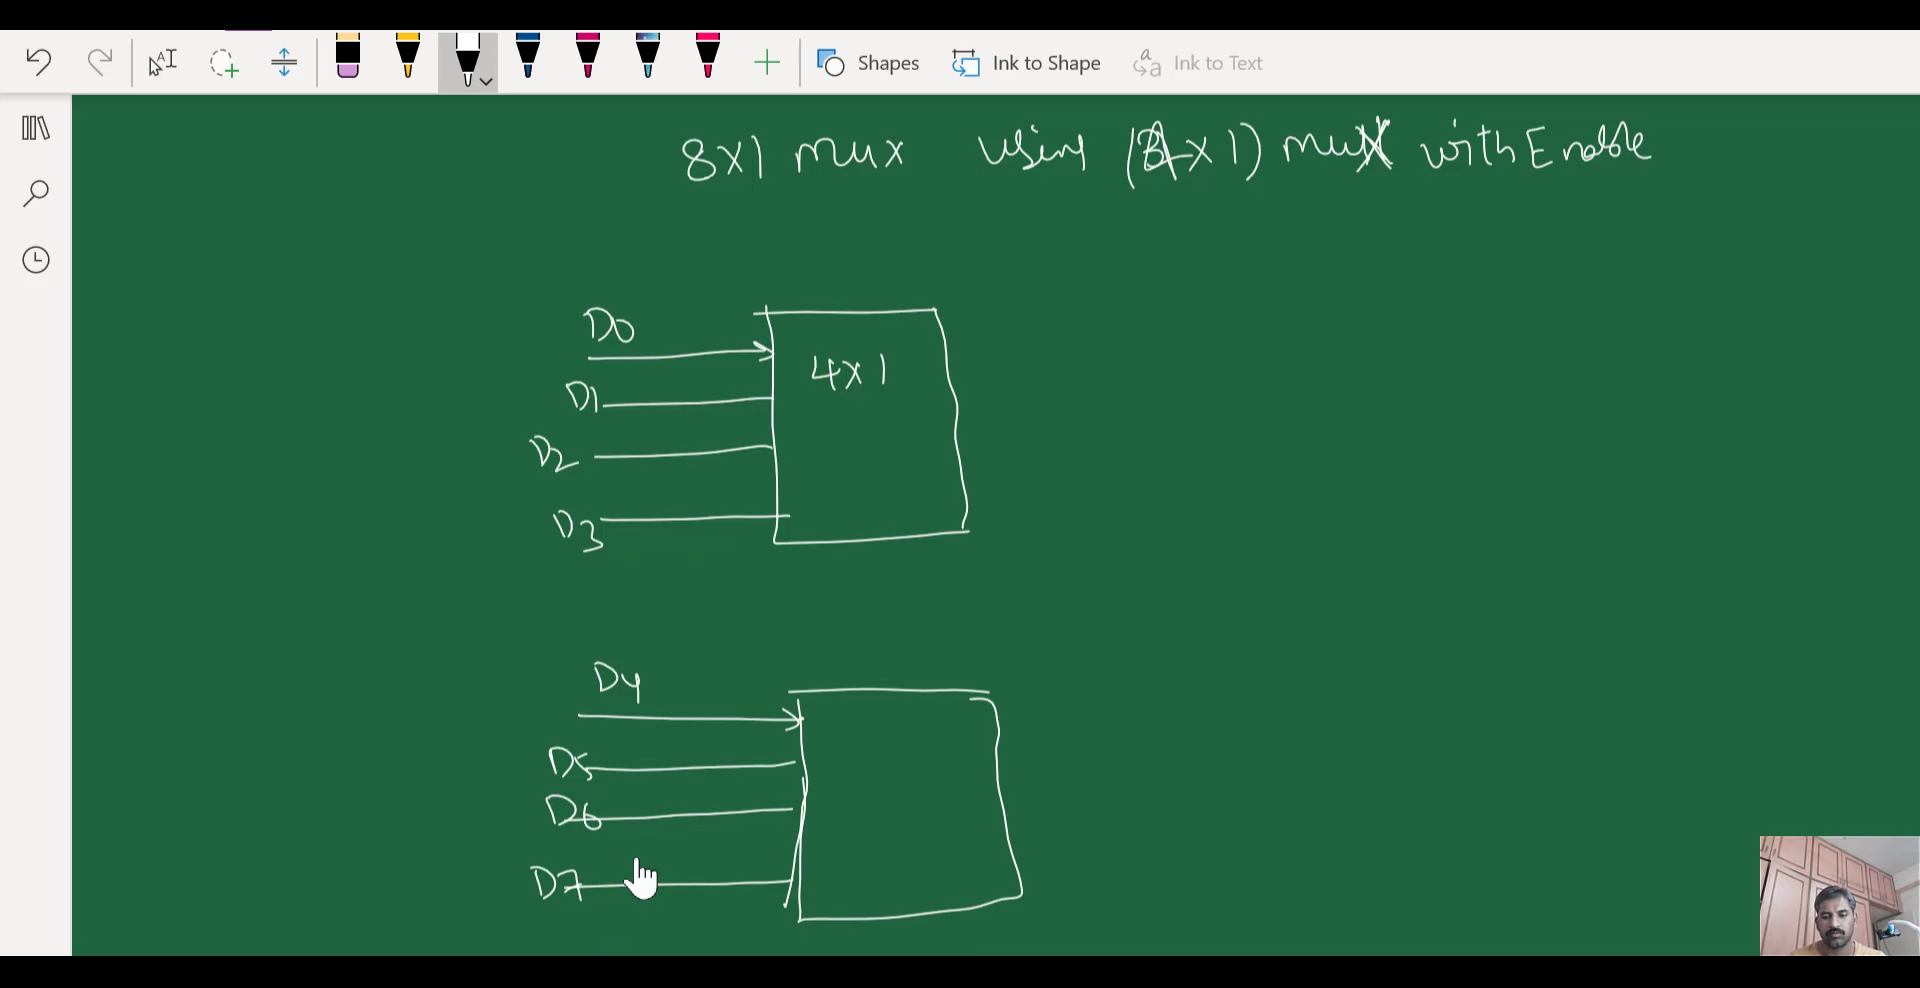 Shapes Ink to Shape Ink to Text
8x1 mux using (4x1) mux with Enable
D0
4x1
D1
D2
D3
D4
D5
D6
D7